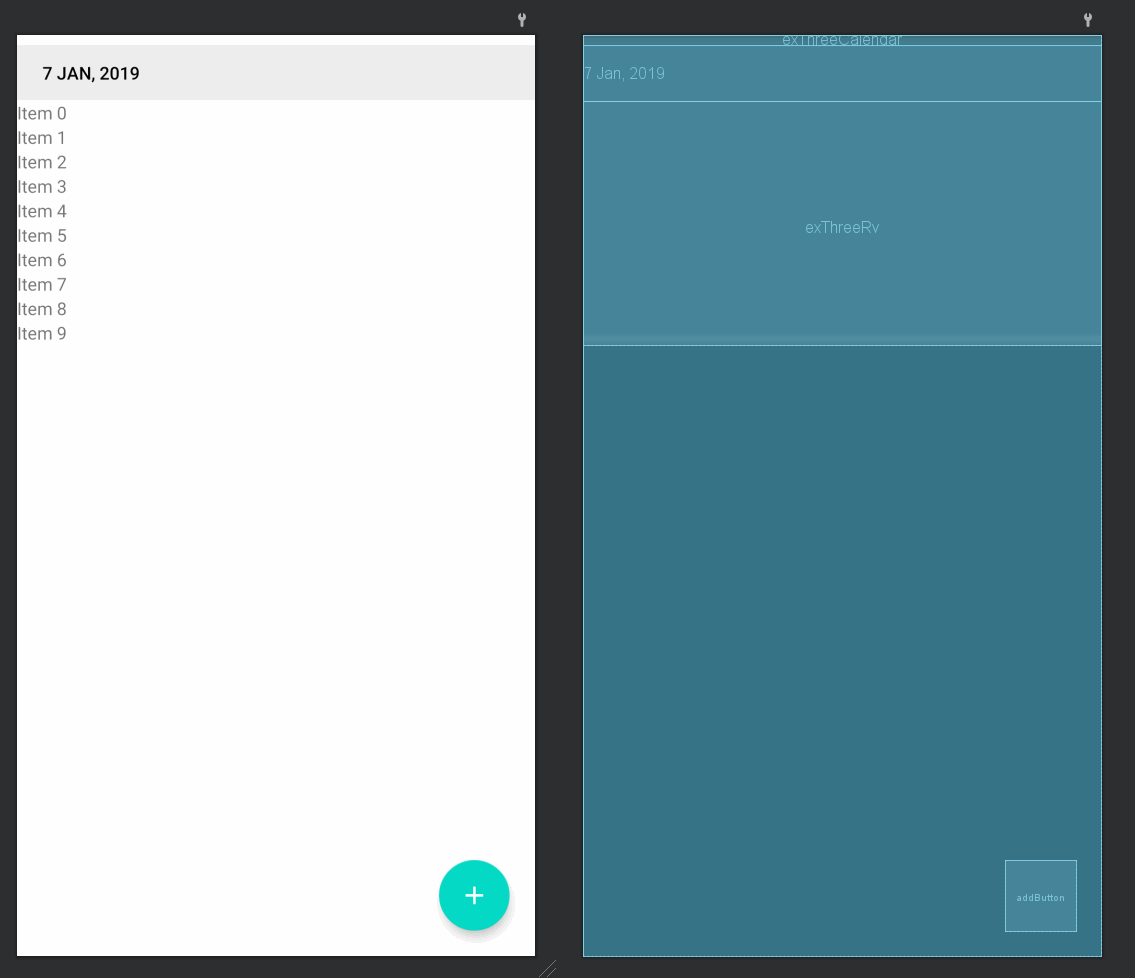 7 JAN, 2019
Item 0
Item 1
Item 2
Item 3
Item 4
Item 5
Item 6
Item 7
Item 8
Item 9
+
exThreeCalendar
7 Jan, 2019
exThreeRv
addButton